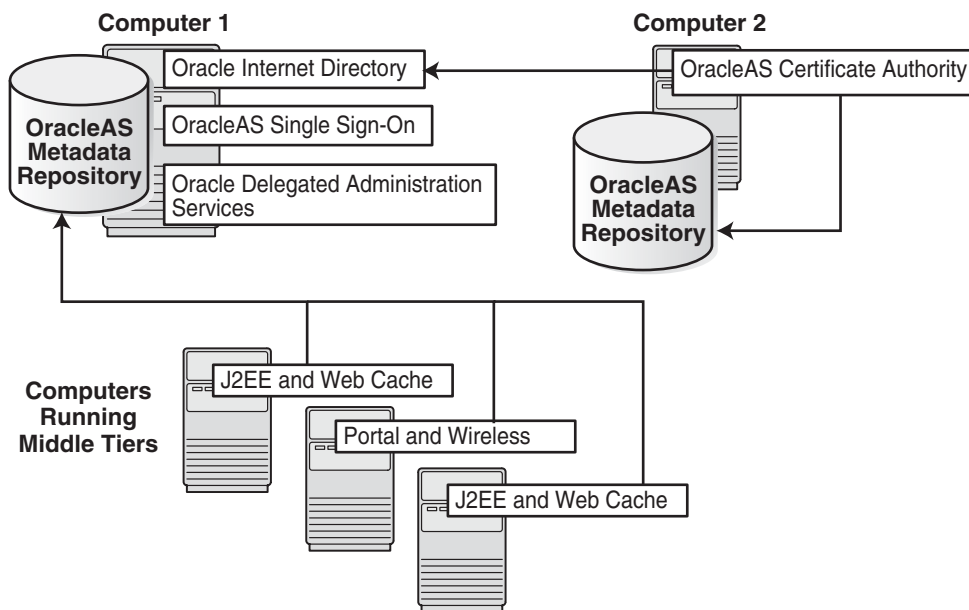 Computer 1
Oracle Internet Directory
OracleAS Single Sign-On
Oracle Delegated Administration
Services
OracleAS
Metadata
Repository
Computer 2
OracleAS Certificate Authority
OracleAS
Metadata
Repository
Computers
Running
Middle Tiers
J2EE and Web Cache
Portal and Wireless
J2EE and Web Cache